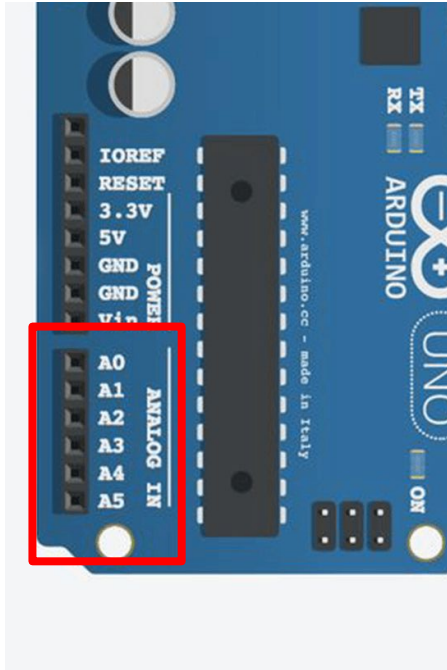 IOREF
RESET
3.3V
5V
GND
GND
Vin
POWER
A0
A1
A2
A3
A4
A5
ANALOG IN
www.arduino.cc - made in Italy
TX
RX
ARDUINO
UNO
ON